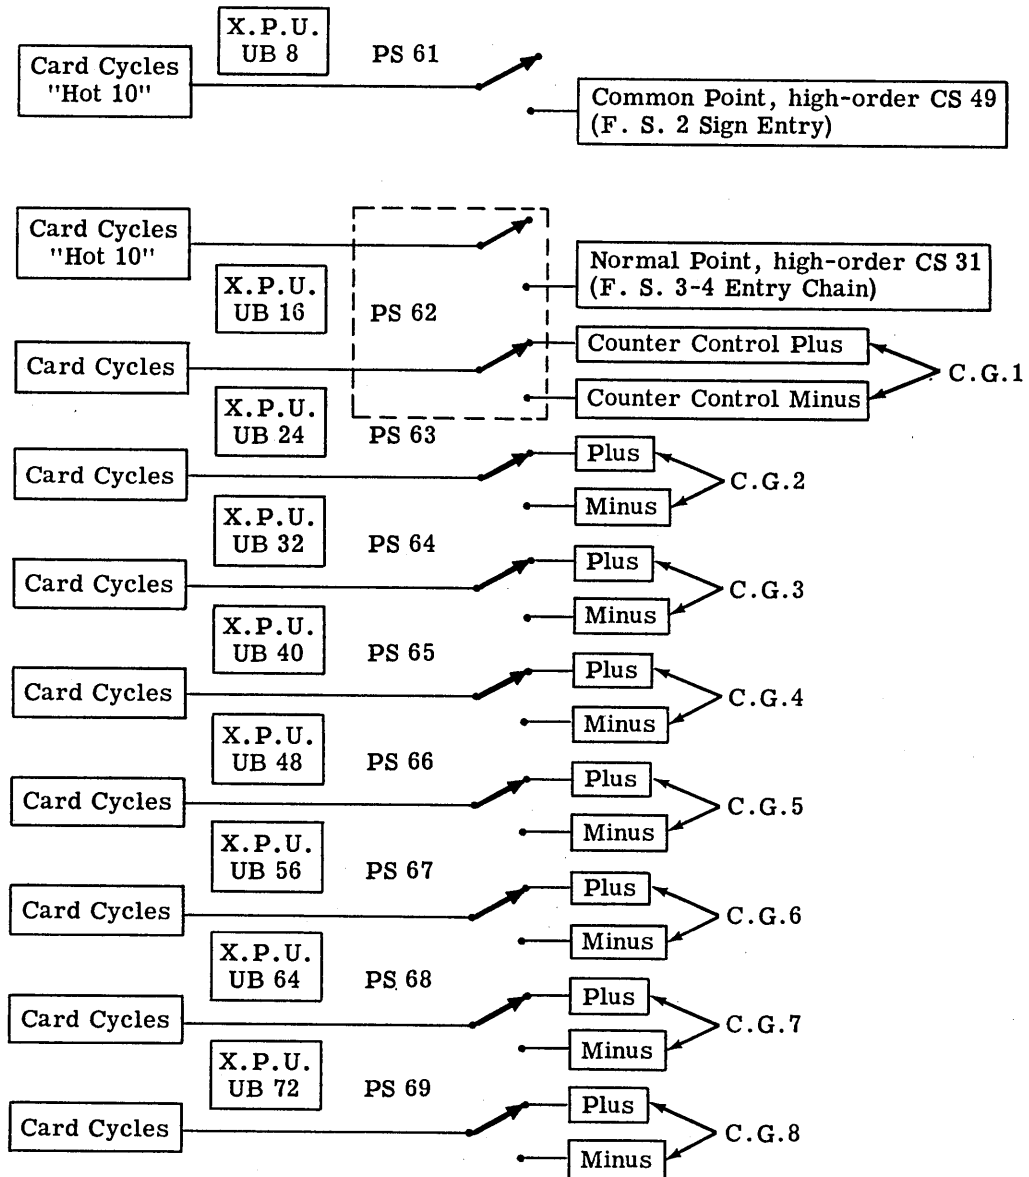 X.P.U.
UB 8
PS 61
Card Cycles
"Hot 10"
Common Point, high-order CS 49
(F. S. 2 Sign Entry)
Card Cycles
"Hot 10"
Normal Point, high-order CS 31
(F. S. 3-4 Entry Chain)
X.P.U.
UB 16
PS 62
Card Cycles
Counter Control Plus
Counter Control Minus
C.G.1
X.P.U.
UB 24
PS 63
Card Cycles
Plus
Minus
C.G.2
X.P.U.
UB 32
PS 64
Card Cycles
Plus
Minus
C.G.3
X.P.U.
UB 40
PS 65
Card Cycles
Plus
Minus
C.G.4
X.P.U.
UB 48
PS 66
Card Cycles
Plus
Minus
C.G.5
X.P.U.
UB 56
PS 67
Card Cycles
Plus
Minus
C.G.6
X.P.U.
UB 64
PS 68
Card Cycles
Plus
Minus
C.G.7
X.P.U.
UB 72
PS 69
Card Cycles
Plus
Minus
C.G.8